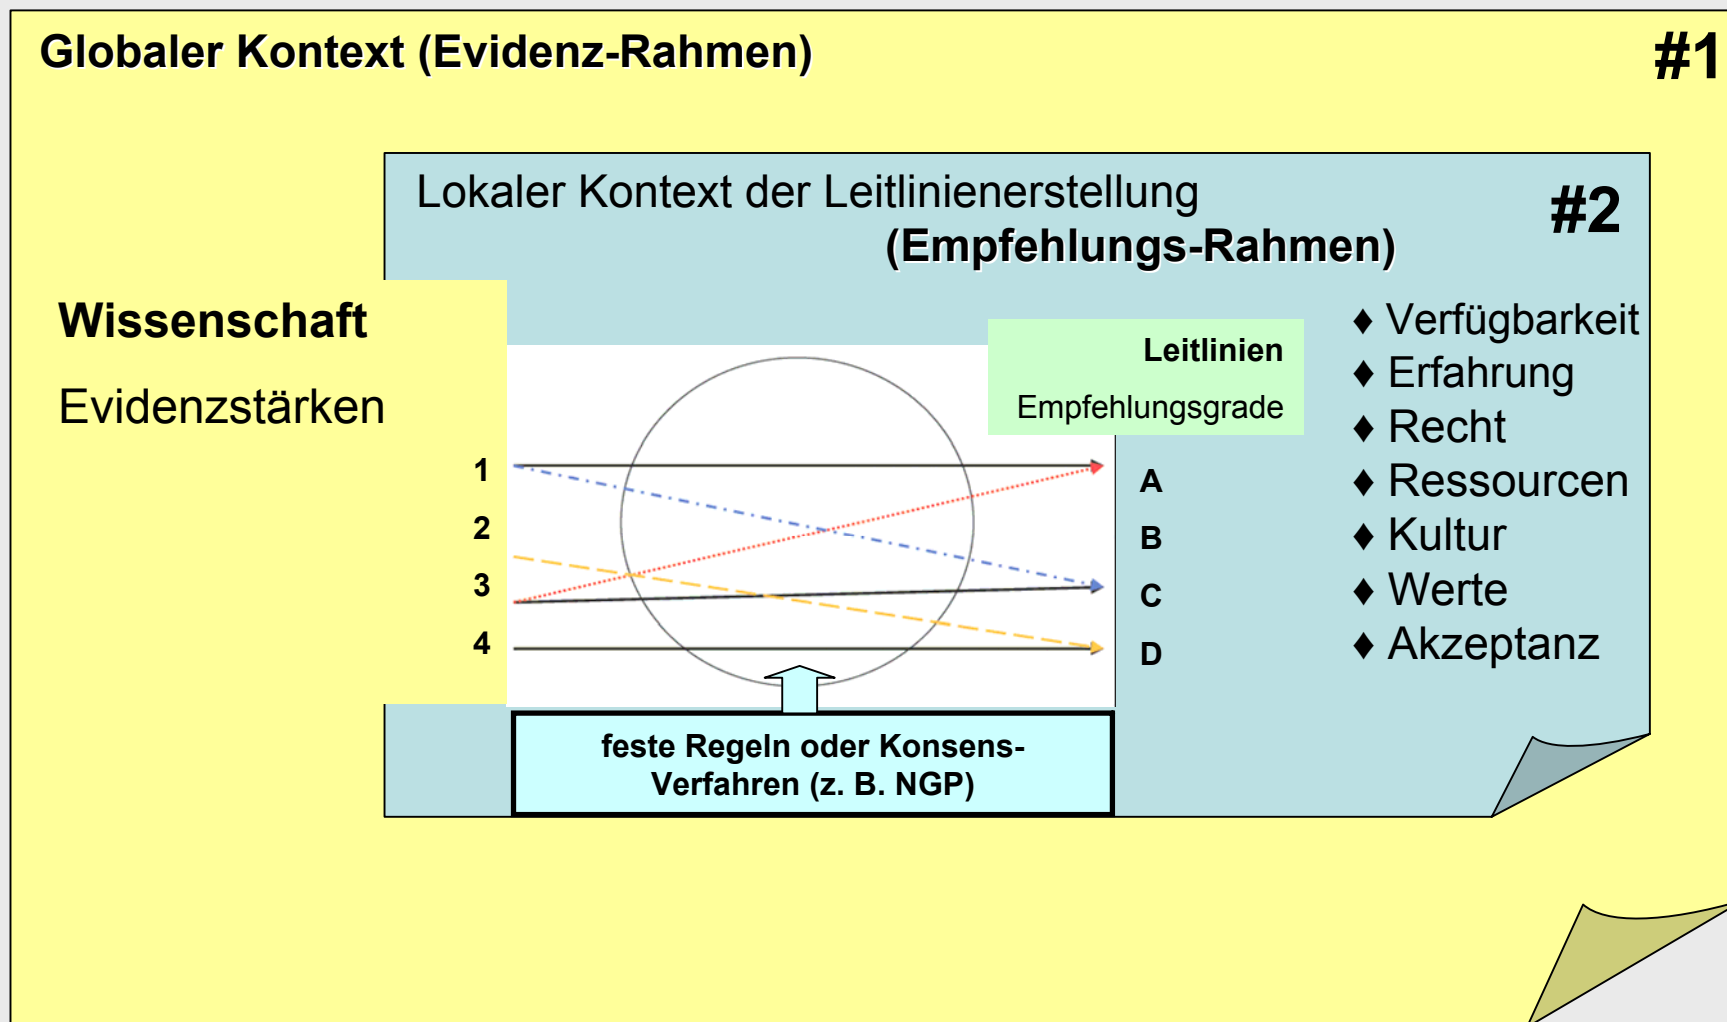 Globaler Kontext (Evidenz-Rahmen)
#1
Lokaler Kontext der Leitlinienerstellung
(Empfehlungs-Rahmen)
#2
Wissenschaft
Evidenzstärken
1
2
3
4
Leitlinien
Empfehlungsgrade
A
B
C
D
♦ Verfügbarkeit
♦ Erfahrung
♦ Recht
♦ Ressourcen
♦ Kultur
♦ Werte
♦ Akzeptanz
feste Regeln oder Konsens-
Verfahren (z. B. NGP)